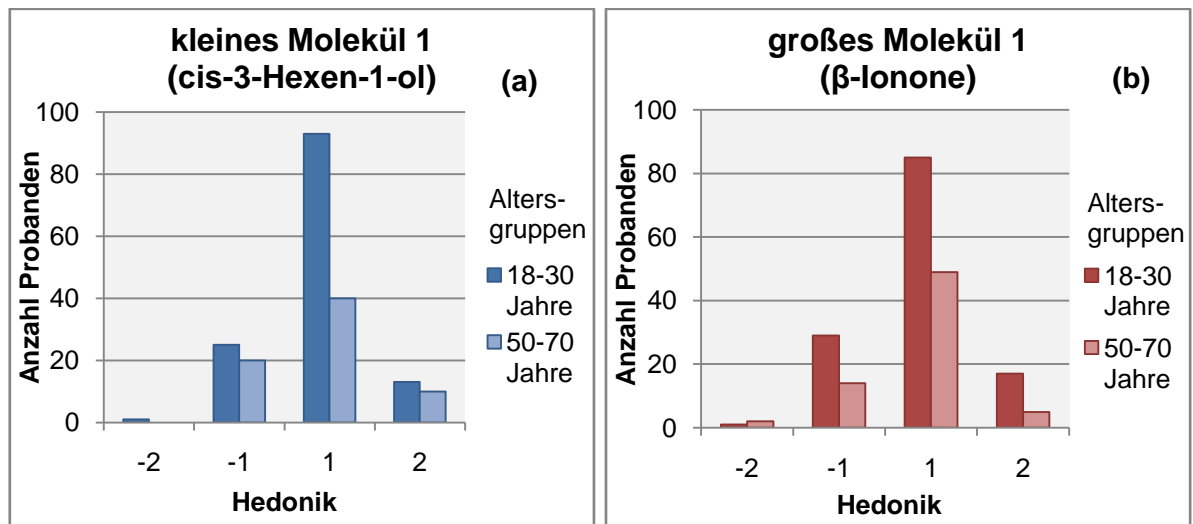 kleines Molekül 1
(cis-3-Hexen-1-ol)
(a)
Anzahl Probanden
100
80
60
40
20
0
-2 -1 1 2
Hedonik
Alters-
gruppen
18-30
Jahre
50-70
Jahre
großes Molekül 1
(β-Ionone)
(b)
Anzahl Probanden
100
80
60
40
20
0
-2 -1 1 2
Hedonik
Alters-
gruppen
18-30
Jahre
50-70
Jahre